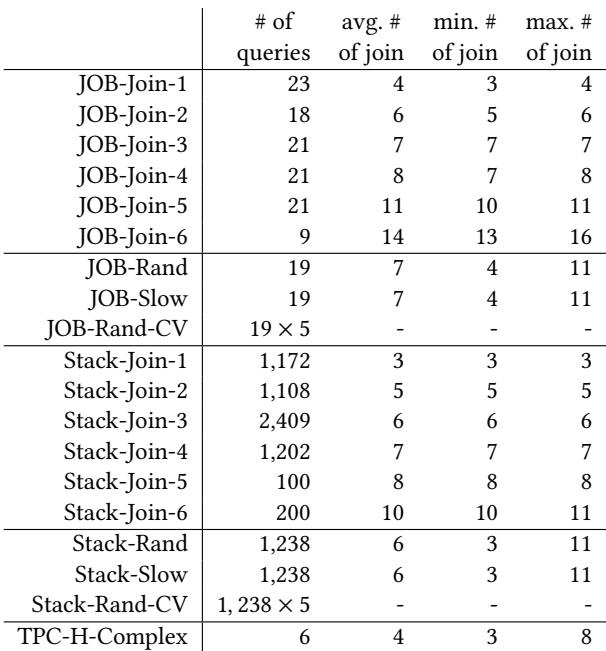 # of avg. # min. # max. #
queries of join of join of join
JOB-Join-1 23 4 3 4
JOB-Join-2 18 6 5 6
JOB-Join-3 21 7 7 7
JOB-Join-4 21 8 7 8
JOB-Join-5 21 11 10 11
JOB-Join-6 9 14 13 16
JOB-Rand 19 7 4 11
JOB-Slow 19 7 4 11
JOB-Rand-CV 19 × 5 - - -
Stack-Join-1 1,172 3 3 3
Stack-Join-2 1,108 5 5 5
Stack-Join-3 2,409 6 6 6
Stack-Join-4 1,202 7 7 7
Stack-Join-5 100 8 8 8
Stack-Join-6 200 10 10 11
Stack-Rand 1,238 6 3 11
Stack-Slow 1,238 6 3 11
Stack-Rand-CV 1, 238 × 5 - - -
TPC-H-Complex 6 4 3 8